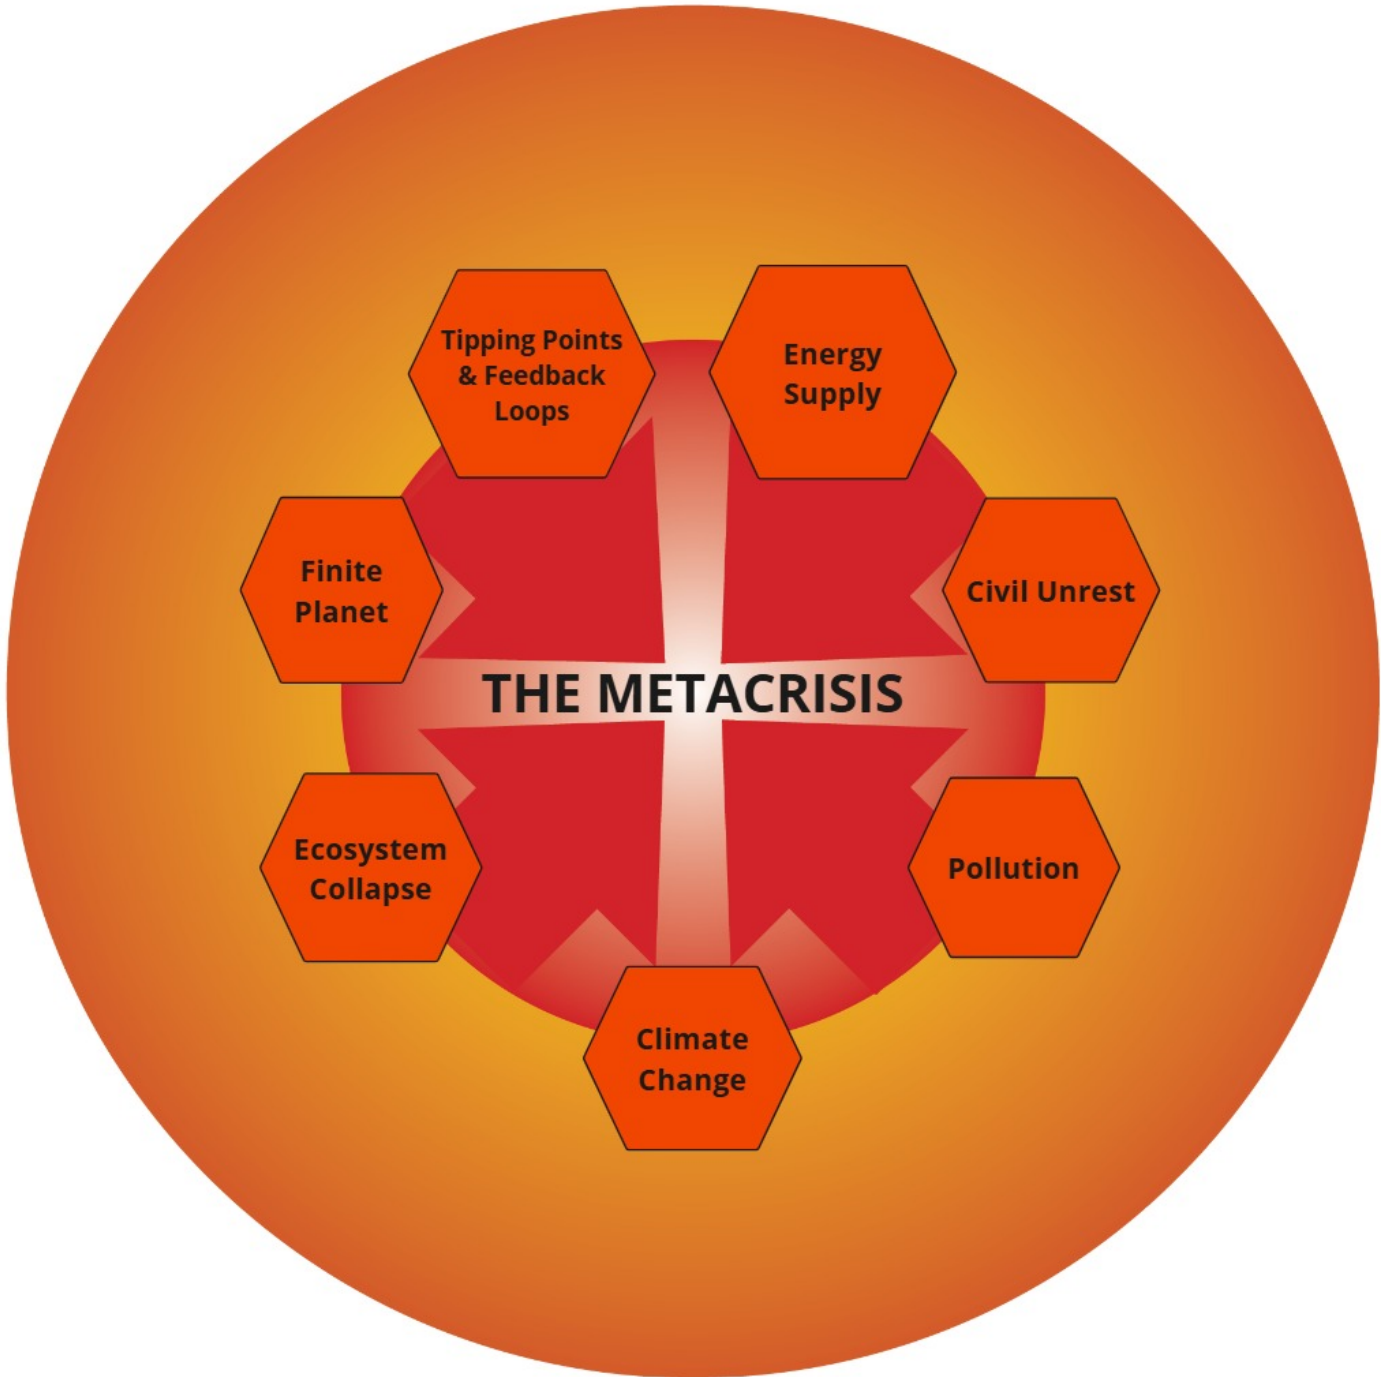 Tipping Points
& Feedback
Loops
Energy
Supply
Finite
Planet
Civil Unrest
THE METACRISIS
Ecosystem
Collapse
Pollution
Climate
Change